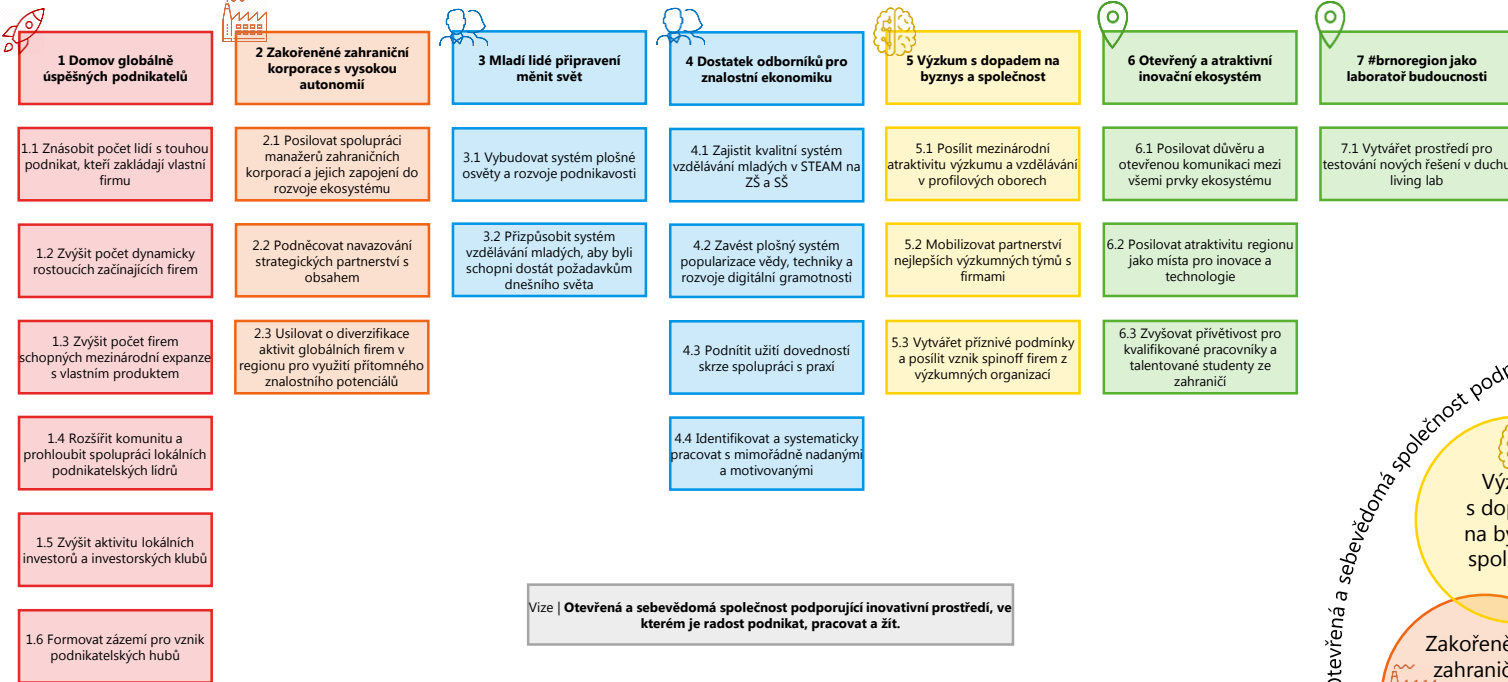 1 Domov globálně
úspěšných podnikatelů
2 Zakořeněné zahraniční
korporace s vysokou
autonomií
3 Mladí lidé připravení
měnit svět
4 Dostatek odborníků pro
znalostní ekonomiku
5 Výzkum s dopadem na
byznys a společnost
6 Otevřený a atraktivní
inovační ekosystém
7 #brnoregion jako
laboratoř budoucnosti
1.1 Znásobit počet lidí s touhou
podnikat, kteří zakládají vlastní
firmu
2.1 Posilovat spolupráci
manažerů zahraničních
korporací a jejich zapojení do
rozvoje ekosystému
3.1 Vybudovat systém plošné
osvěty a rozvoje podnikavosti
4.1 Zajistit kvalitní systém
vzdělávání mladých v STEAM na
ZŠ a SŠ
5.1 Posílit mezinárodní
atraktivitu výzkumu a vzdělávání
v profilových oborech
6.1 Posilovat důvěru a
otevřenou komunikaci mezi
všemi prvky ekosystému
7.1 Vytvářet prostředí pro
testování nových řešení v duchu
living lab
1.2 Zvýšit počet dynamicky
rostoucích začínajících firem
2.2 Podněcovat navazování
strategických partnerství s
obsahem
3.2 Přizpůsobit systém
vzdělávání mladých, aby byli
schopni dostát požadavkům
dnešního světa
4.2 Zavést plošný systém
popularizace vědy, techniky a
rozvoje digitální gramotnosti
5.2 Mobilizovat partnerství
nejlepších výzkumných týmů s
firmami
6.2 Posilovat atraktivitu regionu
jako místa pro inovace a
technologie
1.3 Zvýšit počet firem
schopných mezinárodní expanze
s vlastním produktem
2.3 Usilovat o diverzifikace
aktivit globálních firem v
regionu pro využití přítomného
znalostního potenciálů
4.3 Podnítit užití dovedností
skrze spolupráci s praxí
5.3 Vytvářet příznivé podmínky
a posílit vznik spinoff firem z
výzkumných organizací
6.3 Zvyšovat přívětivost pro
kvalifikované pracovníky a
talentované studenty ze
zahraničí
1.4 Rozšířit komunitu a
prohloubit spolupráci lokálních
podnikatelských lídrů
4.4 Identifikovat a systematicky
pracovat s mimořádně nadanými
a motivovanými
1.5 Zvýšit aktivitu lokálních
investorů a investorských klubů
1.6 Formovat zázemí pro vznik
podnikatelských hubů
Vize | Otevřená a sebevědomá společnost podporující inovativní prostředí, ve
kterém je radost podnikat, pracovat a žít.
otevřená a sebevědomá společnost
s
na